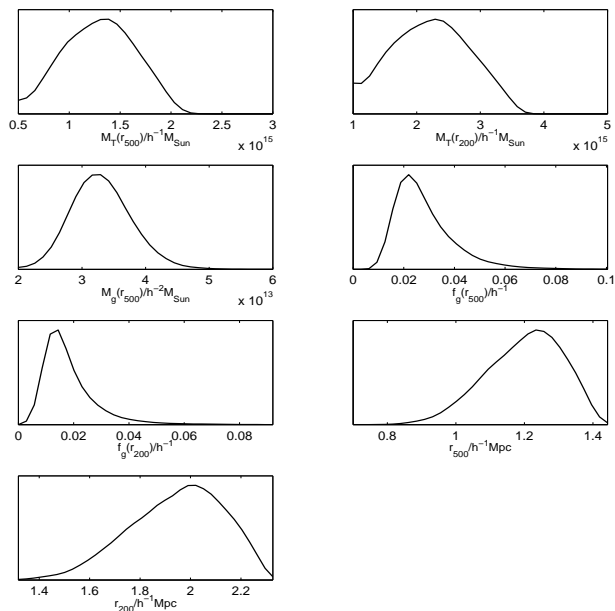 0.5 1 1.5 2 2.5 3
M_T(r_500)/h^-1M_Sun
x 10^15
1 2 3 4 5
M_T(r_200)/h^-1M_Sun
x 10^15
2 3 4 5 6
M_g(r_500)/h^-2M_Sun
x 10^13
0 0.02 0.04 0.06 0.08 0.1
f_g(r_500)/h^-1
0 0.02 0.04 0.06 0.08
f_g(r_200)/h^-1
0.8 1 1.2 1.4
r_500/h^-1Mpc
1.4 1.6 1.8 2 2.2
r_200/h^-1Mpc